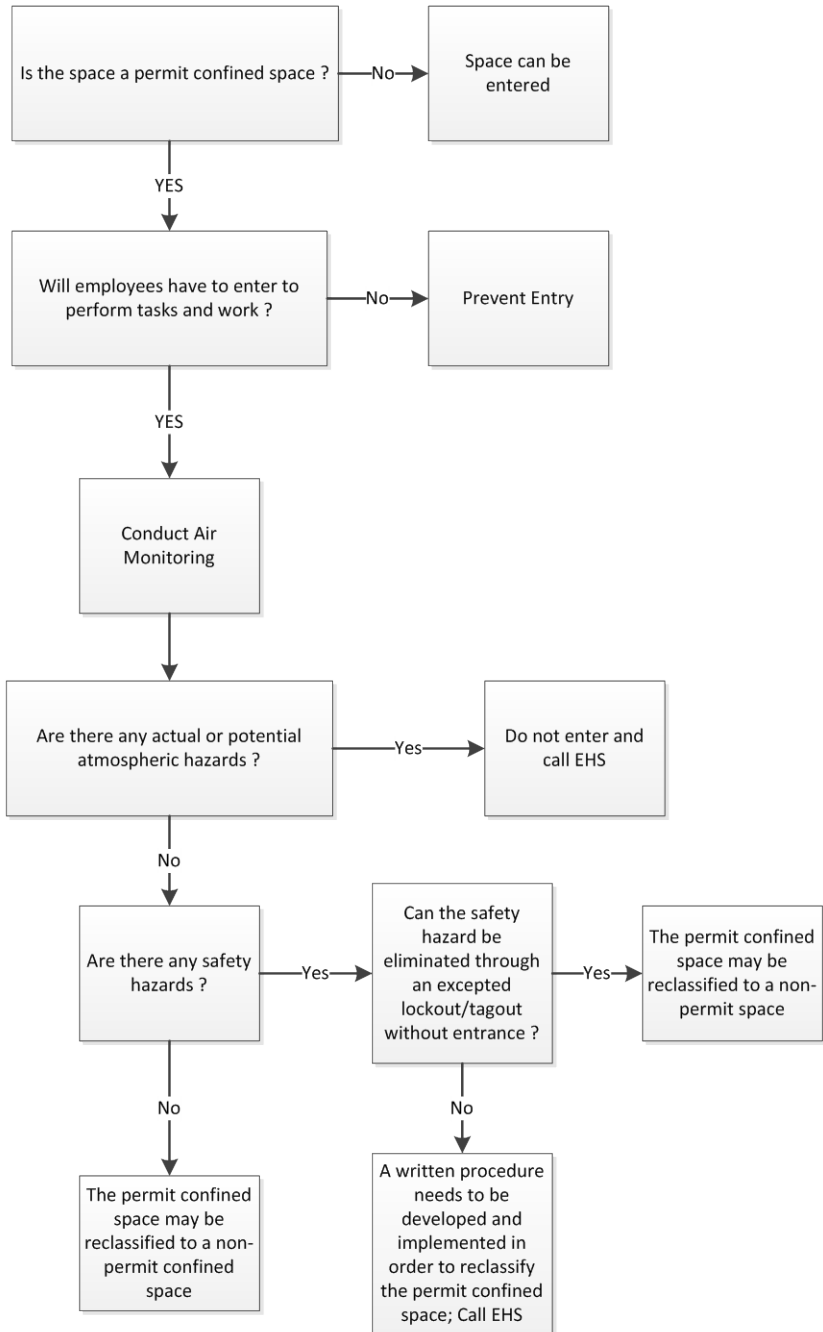 Is the space a permit confined space ?
No
Space can be
entered
YES
Will employees have to enter to
perform tasks and work ?
No
Prevent Entry
YES
Conduct Air
Monitoring
Are there any actual or potential
atmospheric hazards ?
Yes
Do not enter and
call EHS
No
Are there any safety
hazards ?
Yes
Can the safety
hazard be
eliminated through
an excepted
lockout/tagout
without entrance ?
Yes
The permit confined
space may be
reclassified to a non-
permit space
No
The permit confined
space may be
reclassified to a non-
permit confined
space
No
A written procedure
needs to be
developed and
implemented in
order to reclassify
the permit confined
space; Call EHS